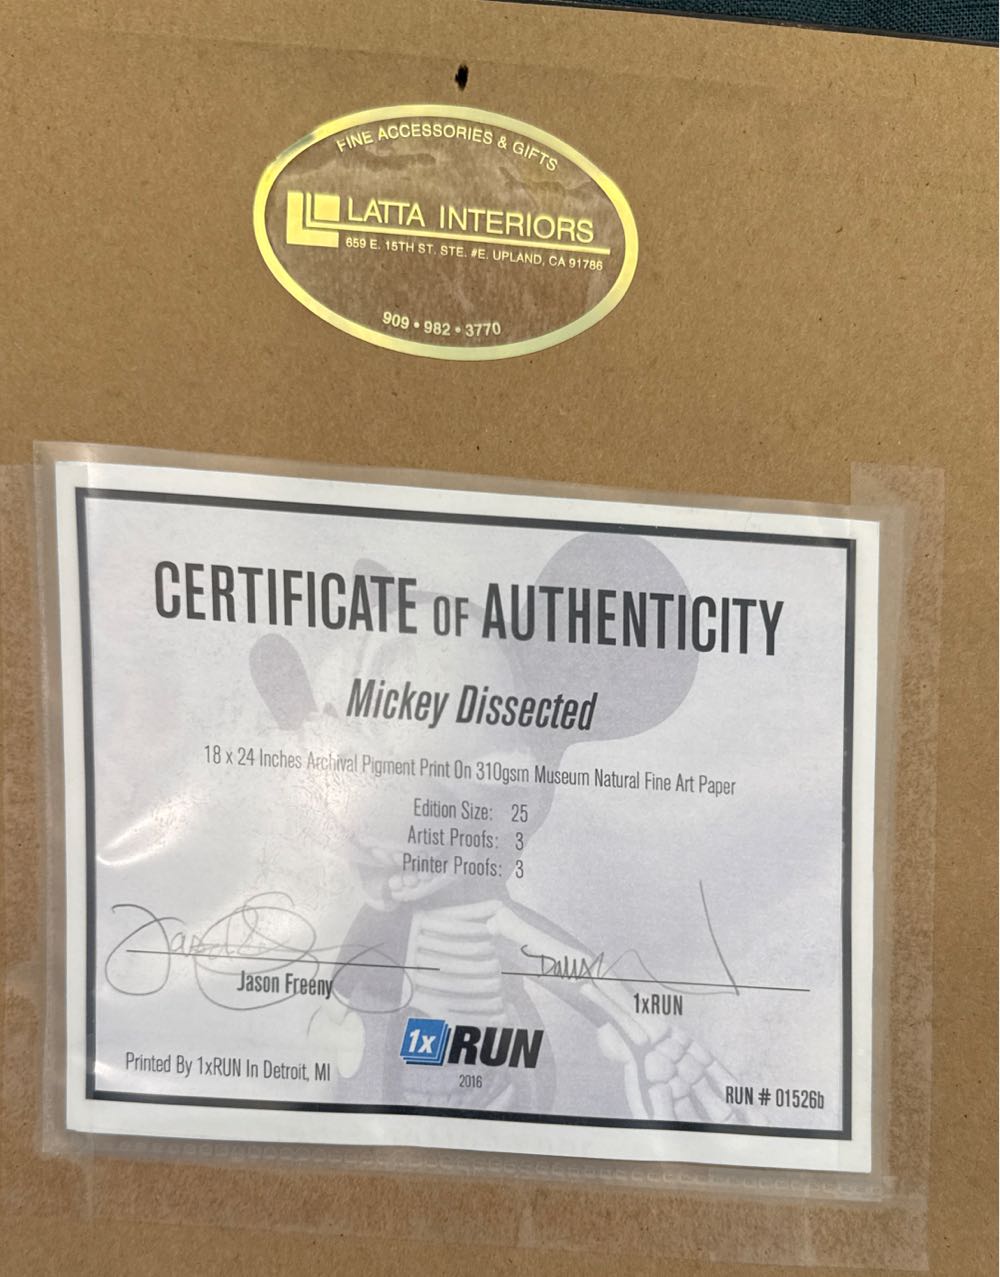 FINE ACCESSORIES & GIFTS
LATTA INTERIORS
659 E. 15TH ST. STE. #E. UPLAND, CA 91786
909 • 982 • 3770
CERTIFICATE OF AUTHENTICITY
Mickey Dissected
18 x 24 Inches Archival Pigment Print On 310gsm Museum Natural Fine Art Paper
Edition Size: 25
Artist Proofs: 3
Printer Proofs: 3
Jason Freeny
1xRUN
1x RUN
2016
Printed By 1xRUN In Detroit, MI
RUN # 01526b